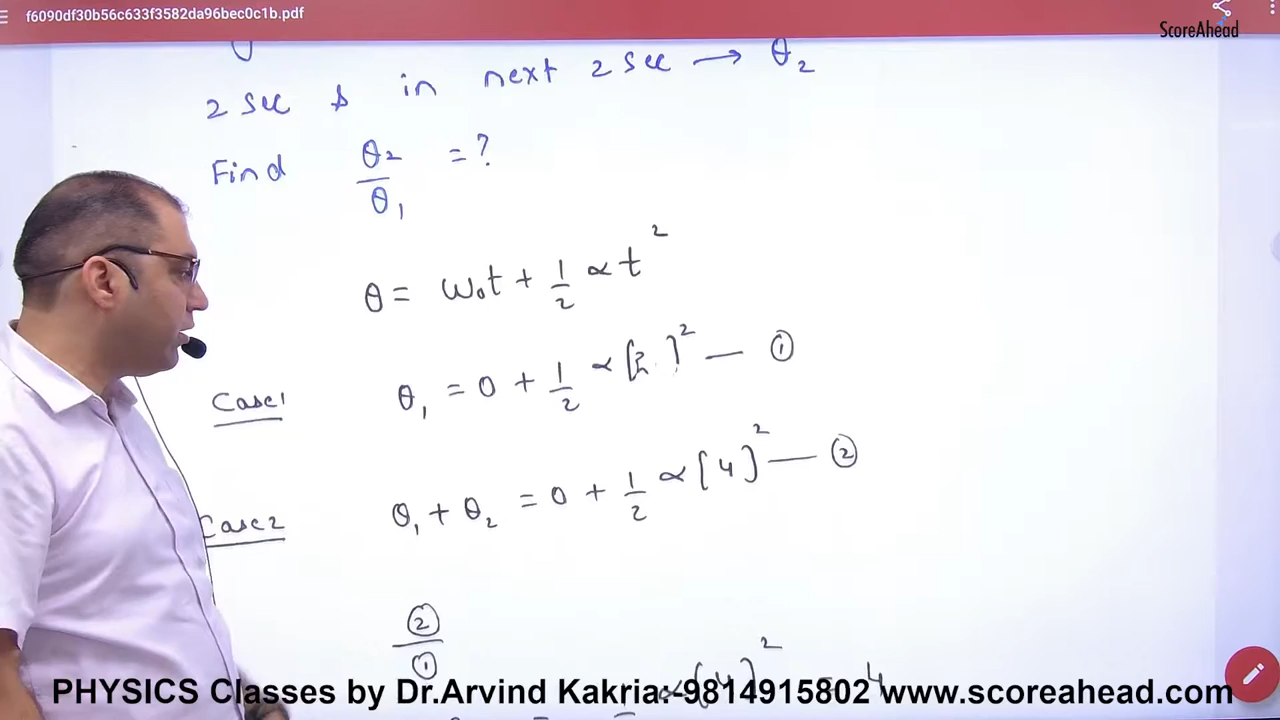 f6090df30b56c633f3582da96bec0c1b.pdf
ScoreAhead
2 sec & in next 2 sec → θ₂
Find θ₂/θ₁ = ?
θ = ω₀t + 1/2 αt²
Case1 θ₁ = 0 + 1/2 α[2]² — ①
Case2 θ₁ + θ₂ = 0 + 1/2 α[4]² — ②
②/①
PHYSICS Classes by Dr.Arvind Kakria.-9814915802 www.scoreahead.com